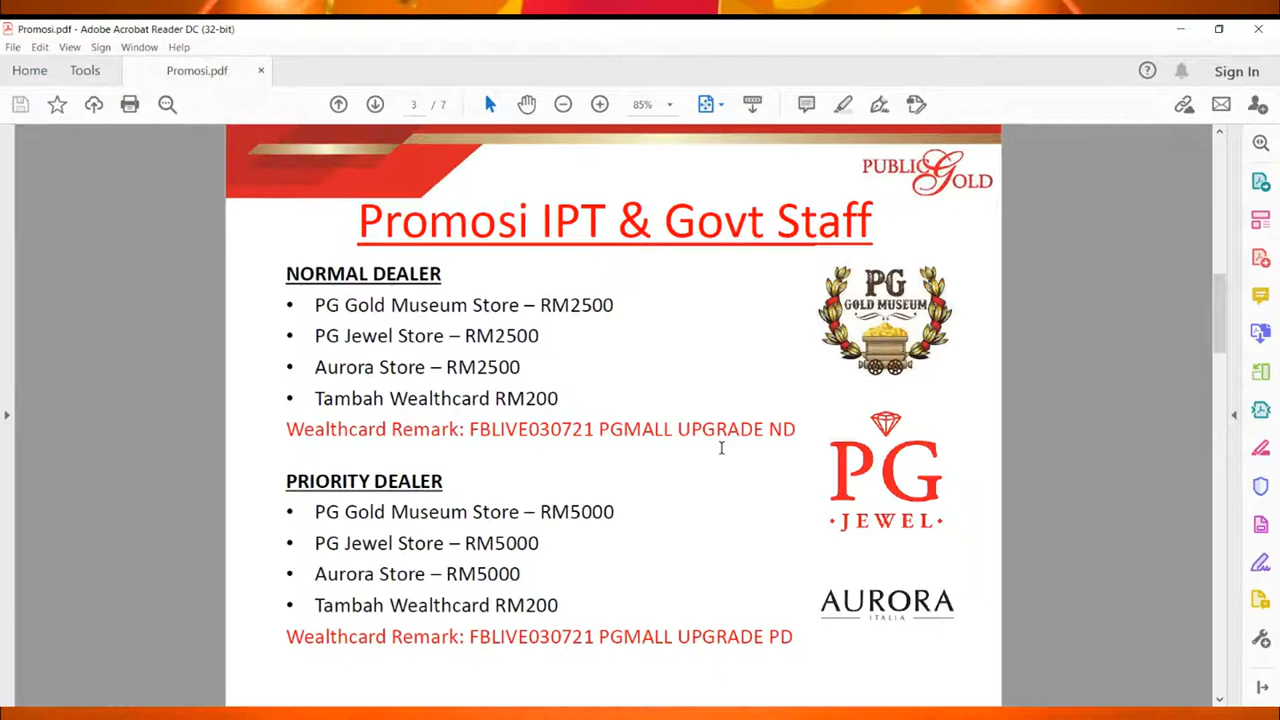 Promosi.pdf - Adobe Acrobat Reader DC (32-bit)
File Edit View Sign Window Help
Home Tools Promosi.pdf × Sign In
3 / 7 85%
PUBLIC GOLD
Promosi IPT & Govt Staff
NORMAL DEALER
• PG Gold Museum Store – RM2500
• PG Jewel Store – RM2500
• Aurora Store – RM2500
• Tambah Wealthcard RM200
Wealthcard Remark: FBLIVE030721 PGMALL UPGRADE ND
PG
GOLD MUSEUM
PRIORITY DEALER
• PG Gold Museum Store – RM5000
• PG Jewel Store – RM5000
• Aurora Store – RM5000
• Tambah Wealthcard RM200
Wealthcard Remark: FBLIVE030721 PGMALL UPGRADE PD
PG
·JEWEL·
AURORA
ITALIA